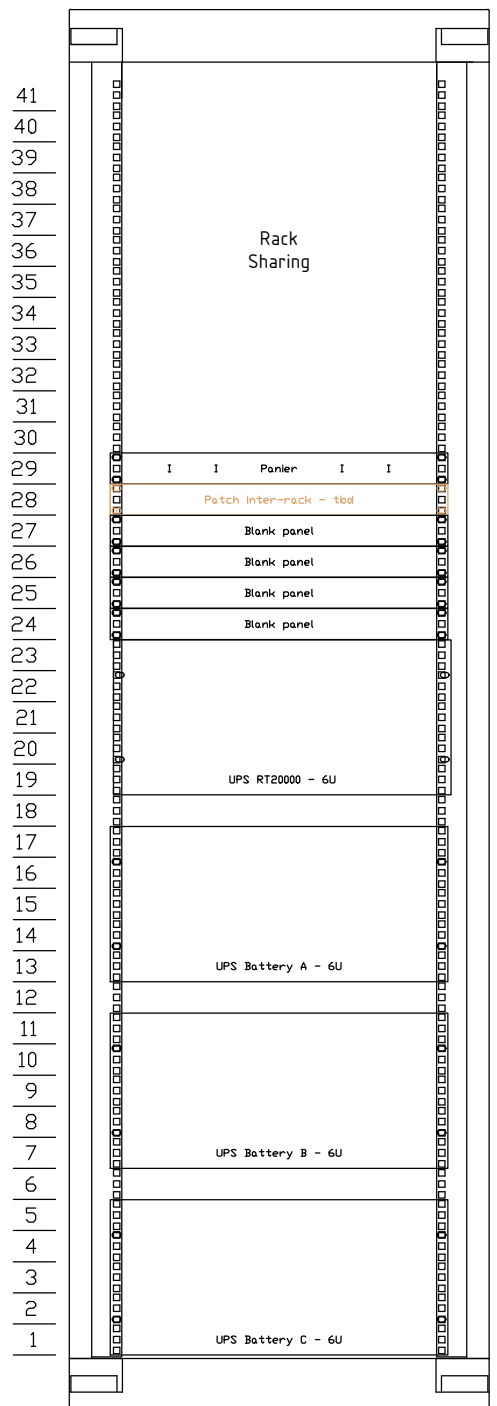 41
40
39
38
37
Rack
36
Sharing
35
34
33
32
31
30
29 I I Panier I I
28 Patch inter-rack - tbd
27 Blank panel
26 Blank panel
25 Blank panel
24 Blank panel
23
22
21
20
19 UPS RT20000 - 6U
18
17
16
15
14
13 UPS Battery A - 6U
12
11
10
9
8
7 UPS Battery B - 6U
6
5
4
3
2
1 UPS Battery C - 6U